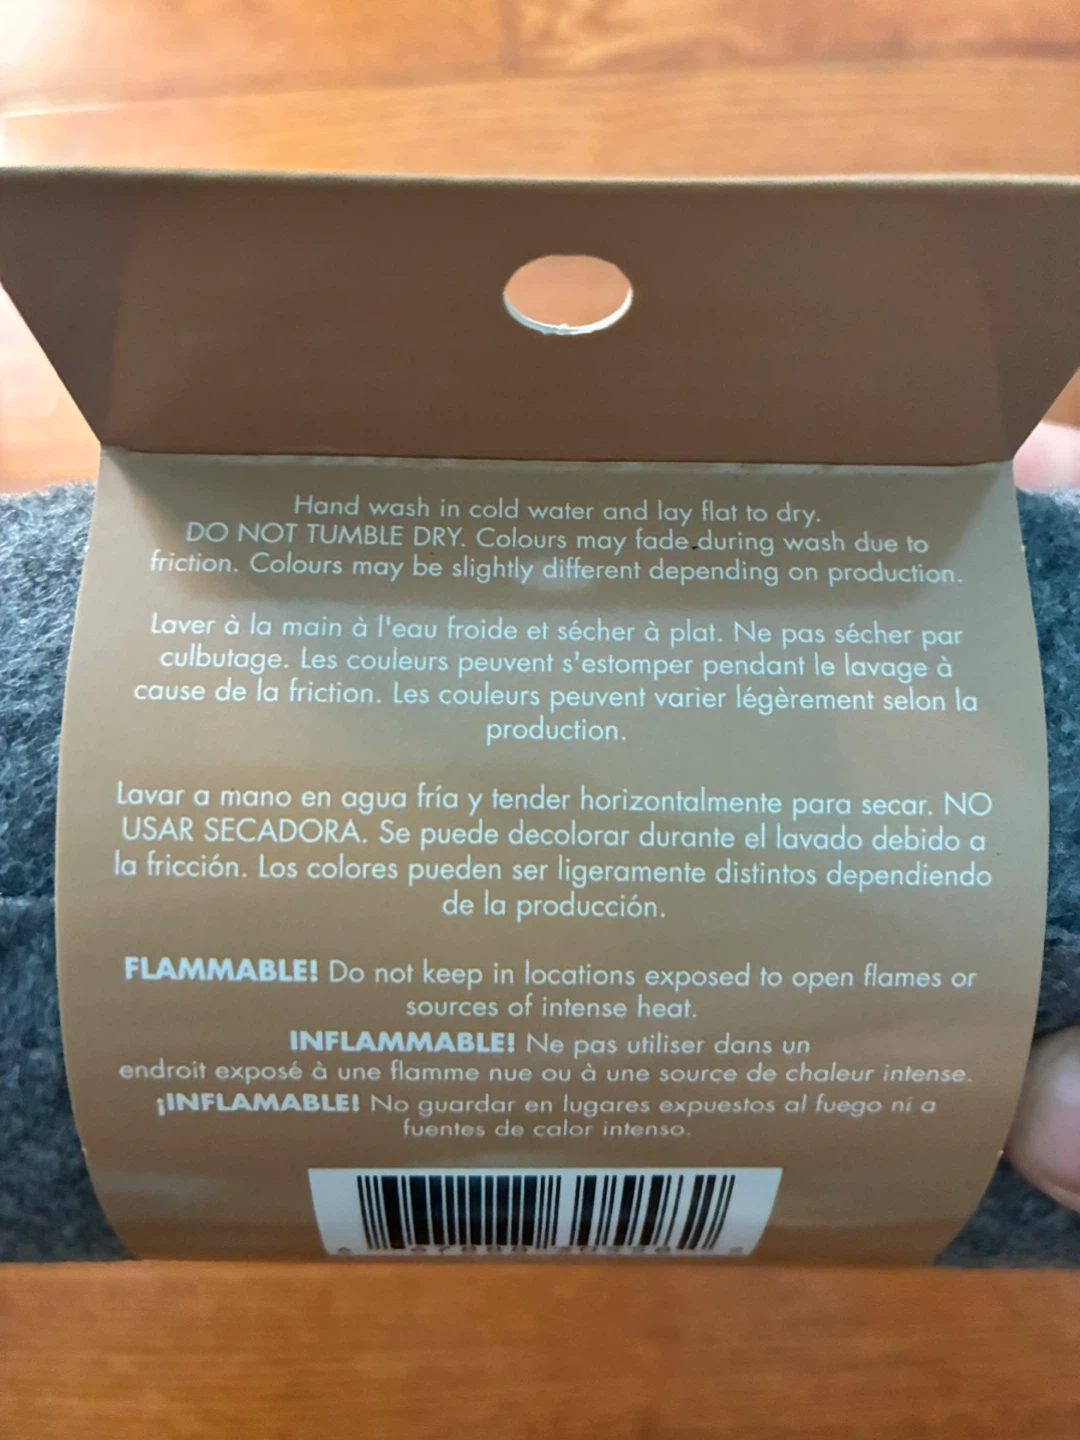 Hand wash in cold water and lay flat to dry.
DO NOT TUMBLE DRY. Colours may fade during wash due to
friction. Colours may be slightly different depending on production.
Laver à la main à l'eau froide et sécher à plat. Ne pas sécher par
culbutage. Les couleurs peuvent s'estomper pendant le lavage à
cause de la friction. Les couleurs peuvent varier légèrement selon la
production.
Lavar a mano en agua fría y tender horizontalmente para secar. NO
USAR SECADORA. Se puede decolorar durante el lavado debido a
la fricción. Los colores pueden ser ligeramente distintos dependiendo
de la producción.
FLAMMABLE! Do not keep in locations exposed to open flames or
sources of intense heat.
INFLAMMABLE! Ne pas utiliser dans un
endroit exposé à une flamme nue ou à une source de chaleur intense.
¡INFLAMABLE! No guardar en lugares expuestos al fuego ni a
fuentes de calor intenso.